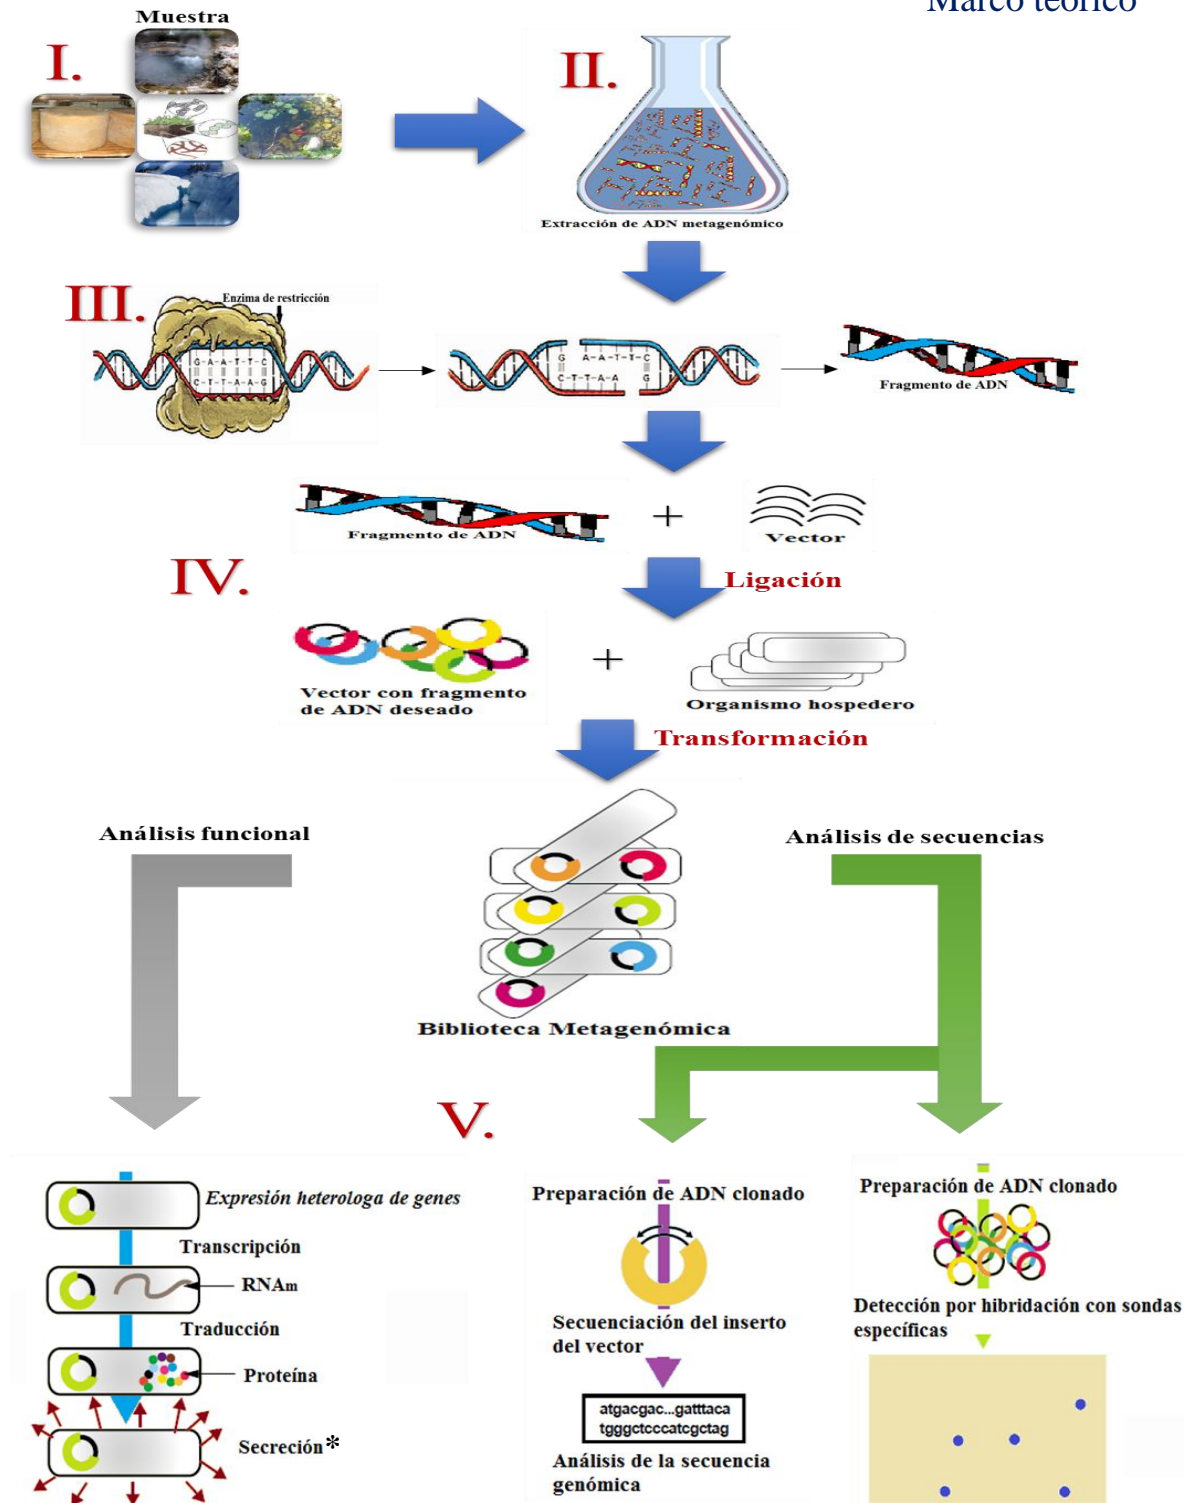 Marco teórico
Muestra
I.
II.
Extracción de ADN metagenómico
III.
Enzima de restricción
G-A-A-T-T-C
C-T-T-A-A-G
G A-A-T-T-C
C-T-T-A-A G
Fragmento de ADN
Fragmento de ADN
+
Vector
IV.
Ligación
Vector con fragmento
de ADN deseado
+
Organismo hospedero
Transformación
Análisis funcional
Análisis de secuencias
Biblioteca Metagenómica
V.
Expresión heterologa de genes
Transcripción
RNAm
Traducción
Proteína
Secreción*
Preparación de ADN clonado
Secuenciación del inserto
del vector
atgacgac...gatttaca
tgggctcccatcgctag
Análisis de la secuencia
genómica
Preparación de ADN clonado
Detección por hibridación con sondas
específicas